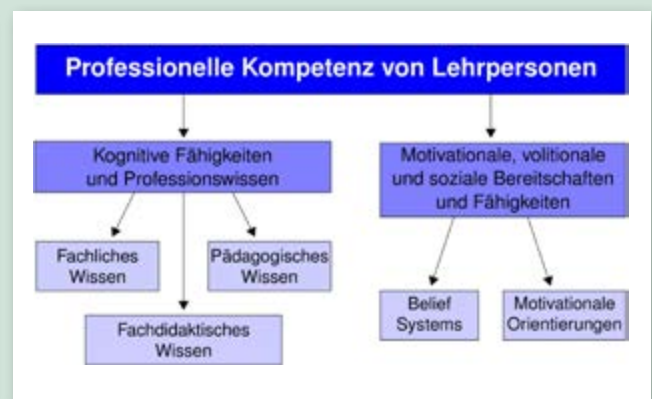 Professionelle Kompetenz von Lehrpersonen
Kognitive Fähigkeiten
und Professionswissen
Motivationale, volitionale
und soziale Bereitschaften
und Fähigkeiten
Fachliches
Wissen
Pädagogisches
Wissen
Fachdidaktisches
Wissen
Belief
Systems
Motivationale
Orientierungen